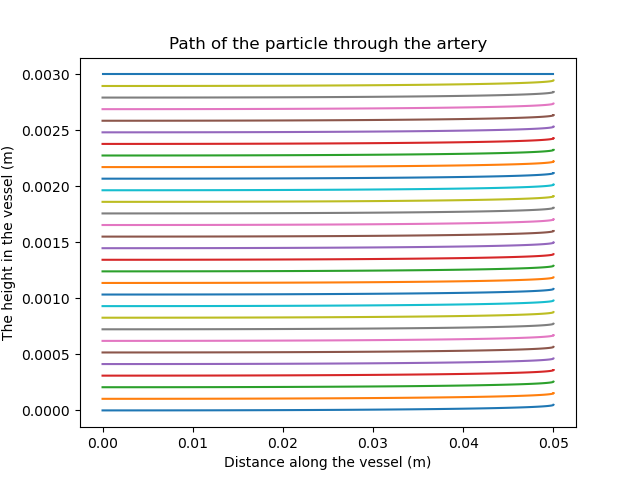 Path of the particle through the artery
The height in the vessel (m)
0.0030
0.0025
0.0020
0.0015
0.0010
0.0005
0.0000
0.00 0.01 0.02 0.03 0.04 0.05
Distance along the vessel (m)